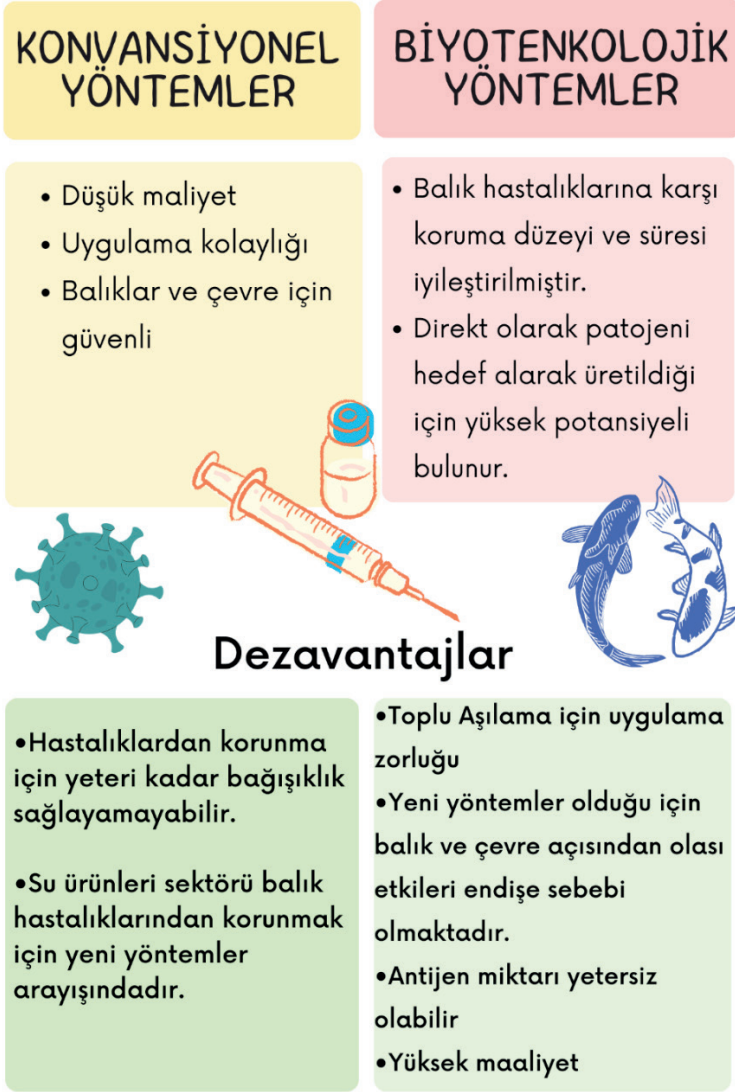 KONVANSİYONEL
YÖNTEMLER
BİYOTENKOLOJİK
YÖNTEMLER
• Düşük maliyet
• Uygulama kolaylığı
• Balıklar ve çevre için
güvenli
• Balık hastalıklarına karşı
koruma düzeyi ve süresi
iyileştirilmiştir.
• Direkt olarak patojeni
hedef alarak üretildiği
için yüksek potansiyeli
bulunur.
Dezavantajlar
•Hastalıklardan korunma
için yeteri kadar bağışıklık
sağlayamayabilir.
•Su ürünleri sektörü balık
hastalıklarından korunmak
için yeni yöntemler
arayışındadır.
•Toplu Aşılama için uygulama
zorluğu
•Yeni yöntemler olduğu için
balık ve çevre açısından olası
etkileri endişe sebebi
olmaktadır.
•Antijen miktarı yetersiz
olabilir
•Yüksek maaliyet